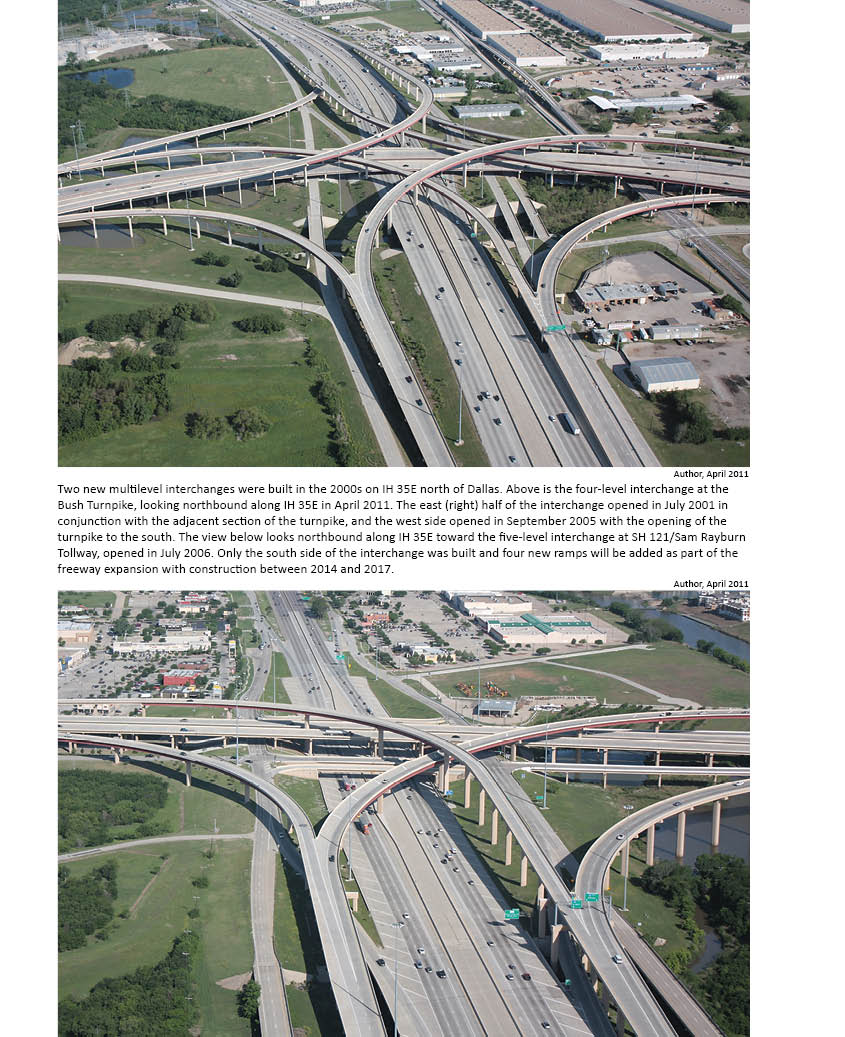 Author, April 2011
Two new multilevel interchanges were built in the 2000s on IH 35E north of Dallas. Above is the four-level interchange at the
Bush Turnpike, looking northbound along IH 35E in April 2011. The east (right) half of the interchange opened in July 2001 in
conjunction with the adjacent section of the turnpike, and the west side opened in September 2005 with the opening of the
turnpike to the south. The view below looks northbound along IH 35E toward the five-level interchange at SH 121/Sam Rayburn
Tollway, opened in July 2006. Only the south side of the interchange was built and four new ramps will be added as part of the
freeway expansion with construction between 2014 and 2017.
Author, April 2011